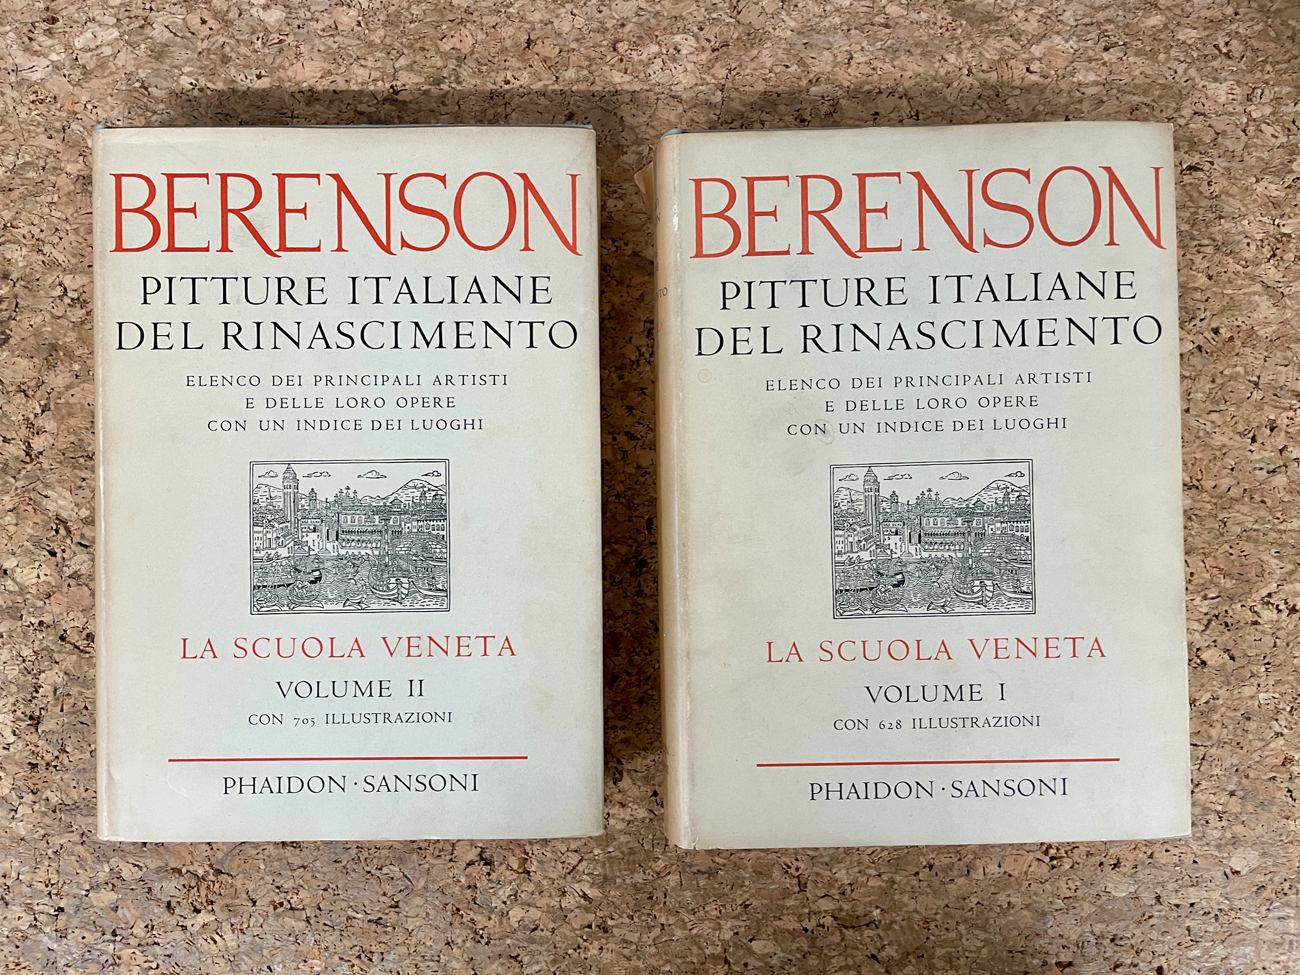 BERENSON
PITTURE ITALIANE
DEL RINASCIMENTO
ELENCO DEI PRINCIPALI ARTISTI
E DELLE LORO OPERE
CON UN INDICE DEI LUOGHI
LA SCUOLA VENETA
VOLUME II
CON 705 ILLUSTRAZIONI
PHAIDON · SANSONI
BERENSON
PITTURE ITALIANE
DEL RINASCIMENTO
ELENCO DEI PRINCIPALI ARTISTI
E DELLE LORO OPERE
CON UN INDICE DEI LUOGHI
LA SCUOLA VENETA
VOLUME I
CON 628 ILLUSTRAZIONI
PHAIDON · SANSONI